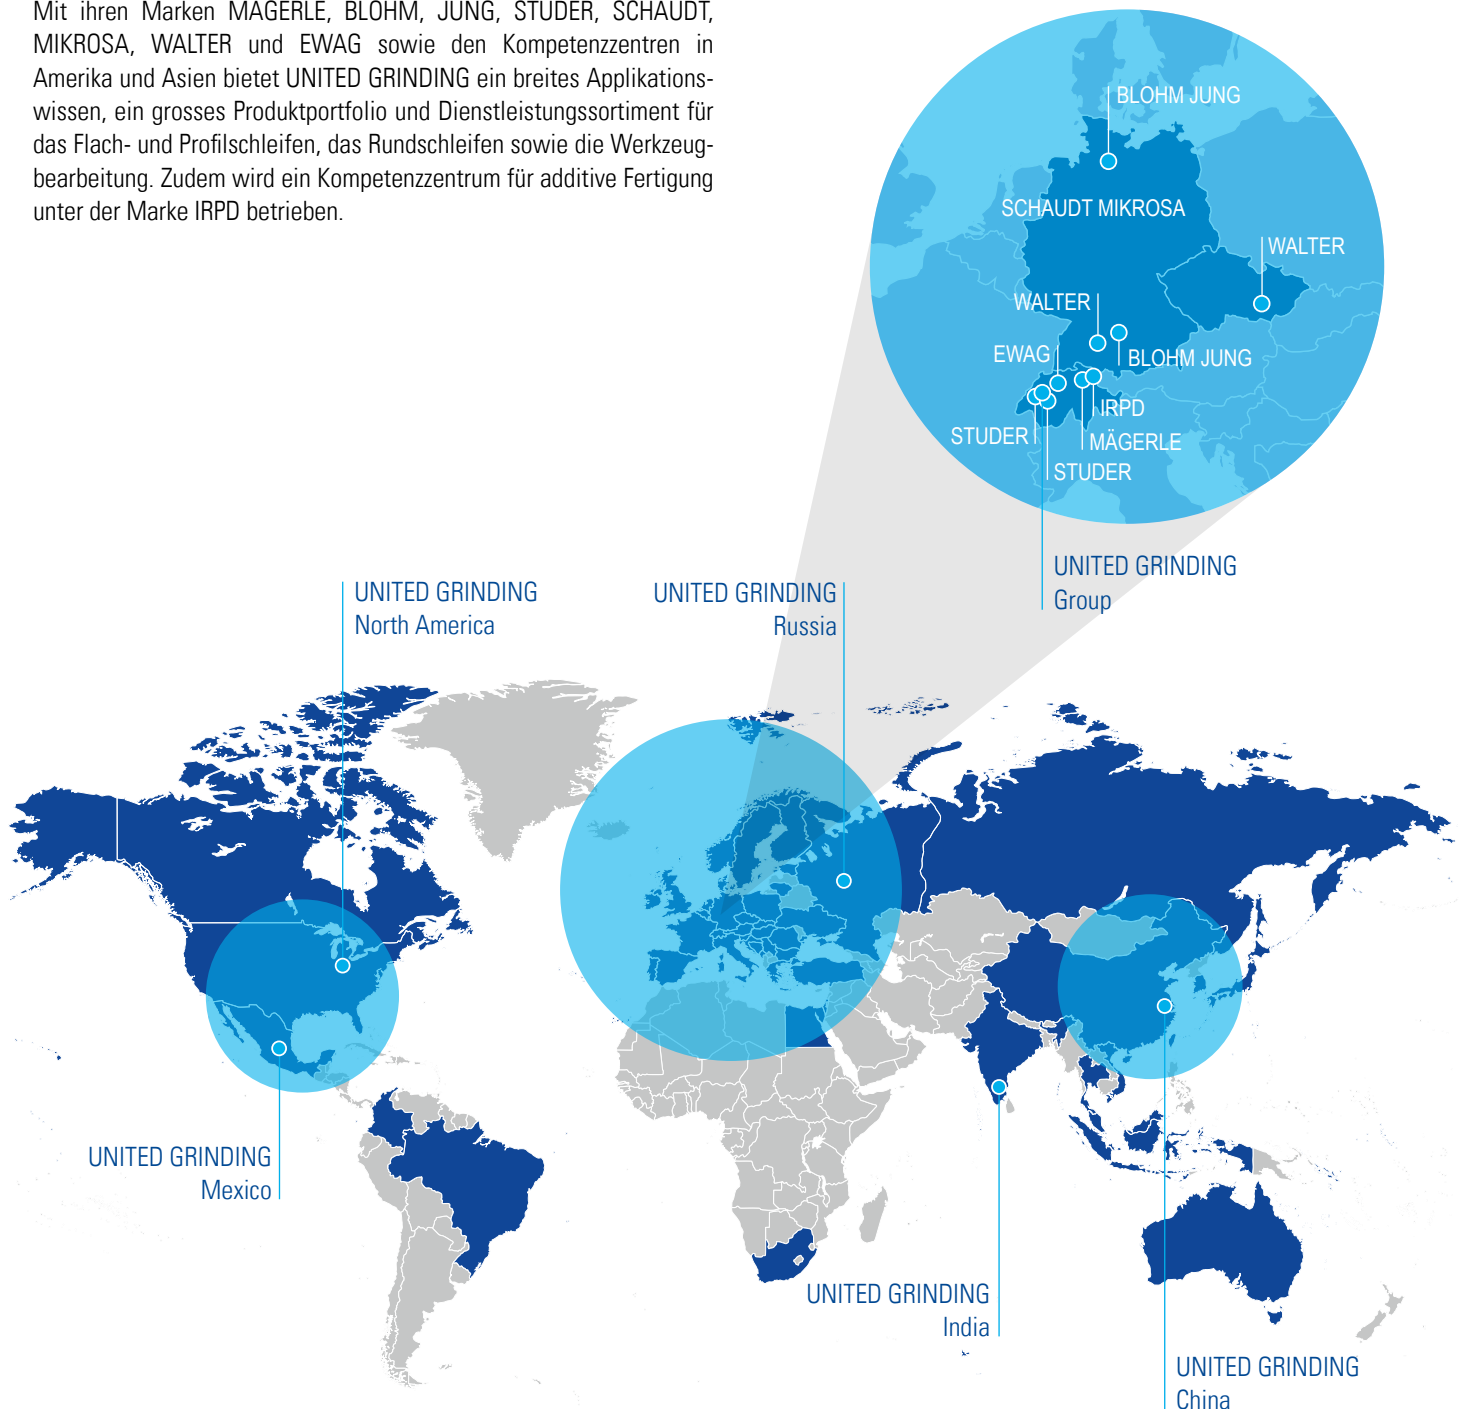 Mit ihren Marken MÄGERLE, BLOHM, JUNG, STUDER, SCHAUDT,
MIKROSA, WALTER und EWAG sowie den Kompetenzzentren in
Amerika und Asien bietet UNITED GRINDING ein breites Applikations-
wissen, ein grosses Produktportfolio und Dienstleistungssortiment für
das Flach- und Profilschleifen, das Rundschleifen sowie die Werkzeug-
bearbeitung. Zudem wird ein Kompetenzzentrum für additive Fertigung
unter der Marke IRPD betrieben.
BLOHM JUNG
SCHAUDT MIKROSA
WALTER
WALTER
EWAG
BLOHM JUNG
IRPD
STUDER
MÄGERLE
STUDER
UNITED GRINDING
Group
UNITED GRINDING
North America
UNITED GRINDING
Russia
UNITED GRINDING
Mexico
UNITED GRINDING
India
UNITED GRINDING
China